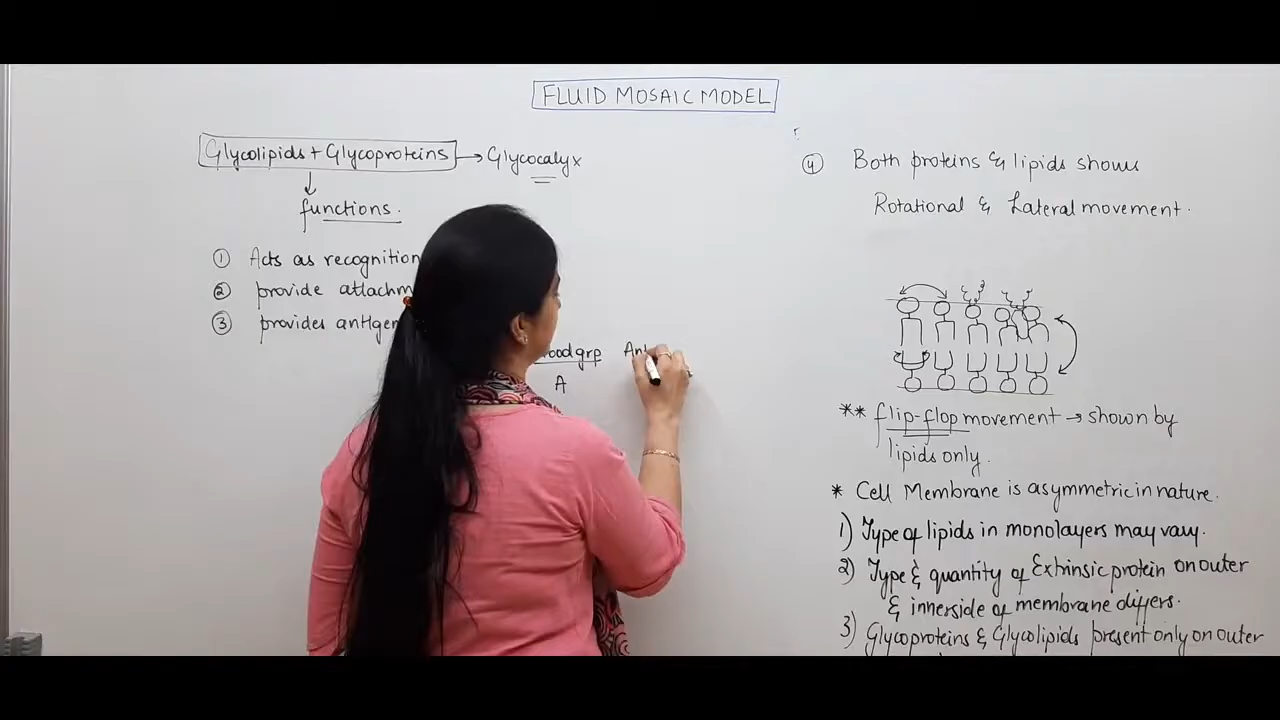 FLUID MOSAIC MODEL
Glycolipids + Glycoproteins → Glycocalyx
functions.
① Acts as recognition
② provide
③ provides
A
④ Both proteins & lipids shows
Rotational & Lateral movement.
** flip-flop movement → shown by
lipids only.
* Cell Membrane is asymmetric in nature.
1) Type of lipids in monolayers may vary.
2) Type & quantity of Extrinsic protein on outer
& innerside of membrane differs.
3) Glycoproteins & Glycolipids present only on outer